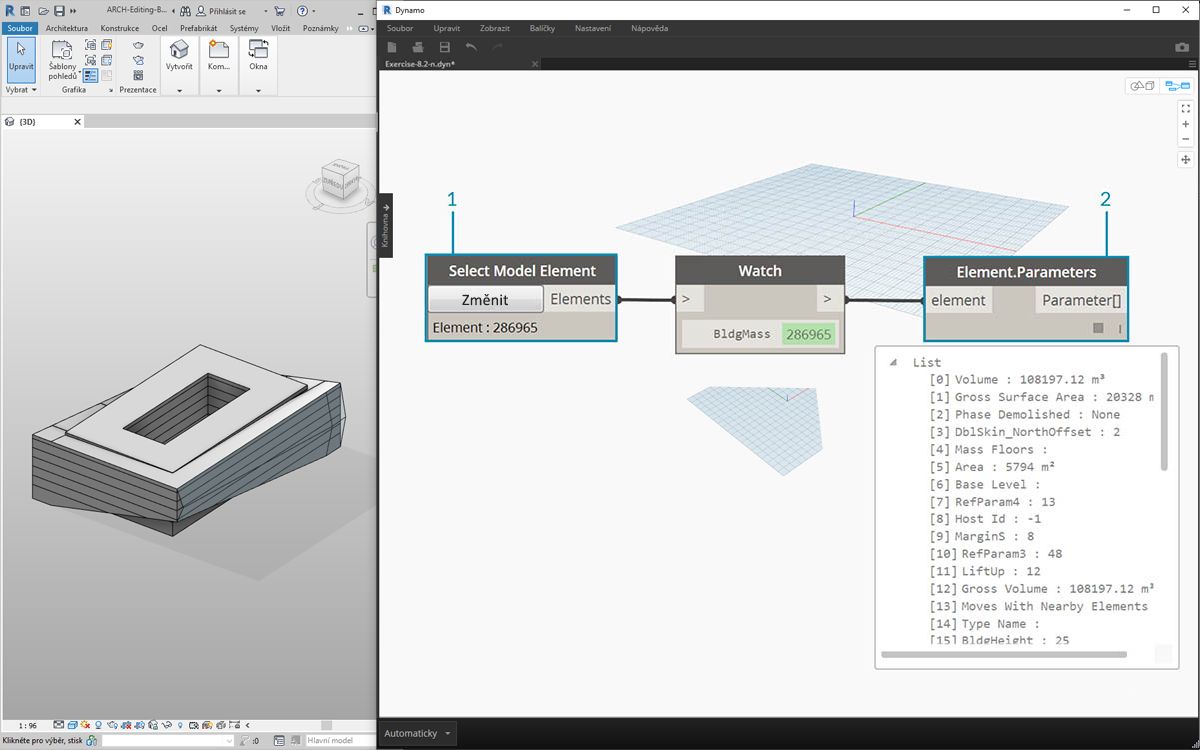 ARCH-Editing-B...
Přihlásit se
Soubor
Architektura
Konstrukce
Ocel
Prefabrikát
Systémy
Vložit
Poznámky
Upravit
Šablony
pohledů
Vytvořit
Kom...
Okna
Vybrat
Grafika
Prezentace
{3D}
1 : 96
Klikněte pro výběr, stisk
:0
Hlavní model
Dynamo
Soubor
Upravit
Zobrazit
Balíčky
Nastavení
Nápověda
Exercise-8.2-n.dyn*
Knihovna
1
2
Select Model Element
Změnit
Elements
Element : 286965
Watch
>
>
BldgMass
286965
Element.Parameters
element
Parameter[]
List
[0] Volume : 108197.12 m³
[1] Gross Surface Area : 20328 m
[2] Phase Demolished : None
[3] DblSkin_NorthOffset : 2
[4] Mass Floors :
[5] Area : 5794 m²
[6] Base Level :
[7] RefParam4 : 13
[8] Host Id : -1
[9] MarginS : 8
[10] RefParam3 : 48
[11] LiftUp : 12
[12] Gross Volume : 108197.12 m³
[13] Moves With Nearby Elements
[14] Type Name :
[15] BldgHeight : 25
Automaticky